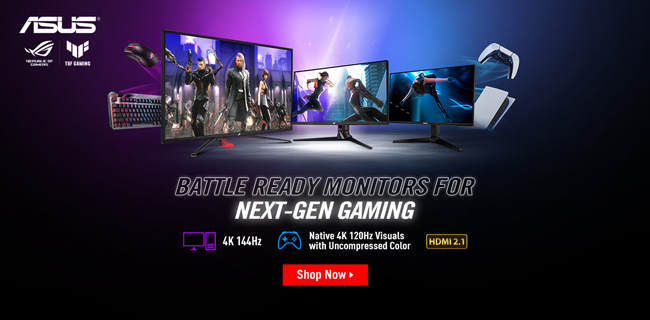 ASUS
REPUBLIC OF
GAMERS
TUF GAMING
BATTLE READY MONITORS FOR
NEXT-GEN GAMING
4K 144Hz
Native 4K 120Hz Visuals
with Uncompressed Color
HDMI 2.1
Shop Now